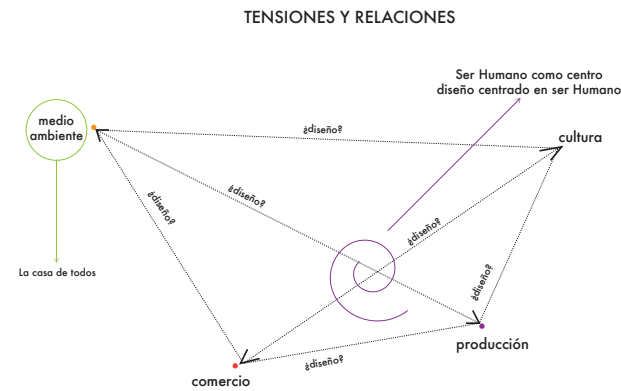 TENSIONES Y RELACIONES
Ser Humano como centro
diseño centrado en ser Humano
medio
ambiente
¿diseño?
cultura
¿diseño?
¿diseño?
¿diseño?
La casa de todos
¿diseño?
producción
¿diseño?
comercio